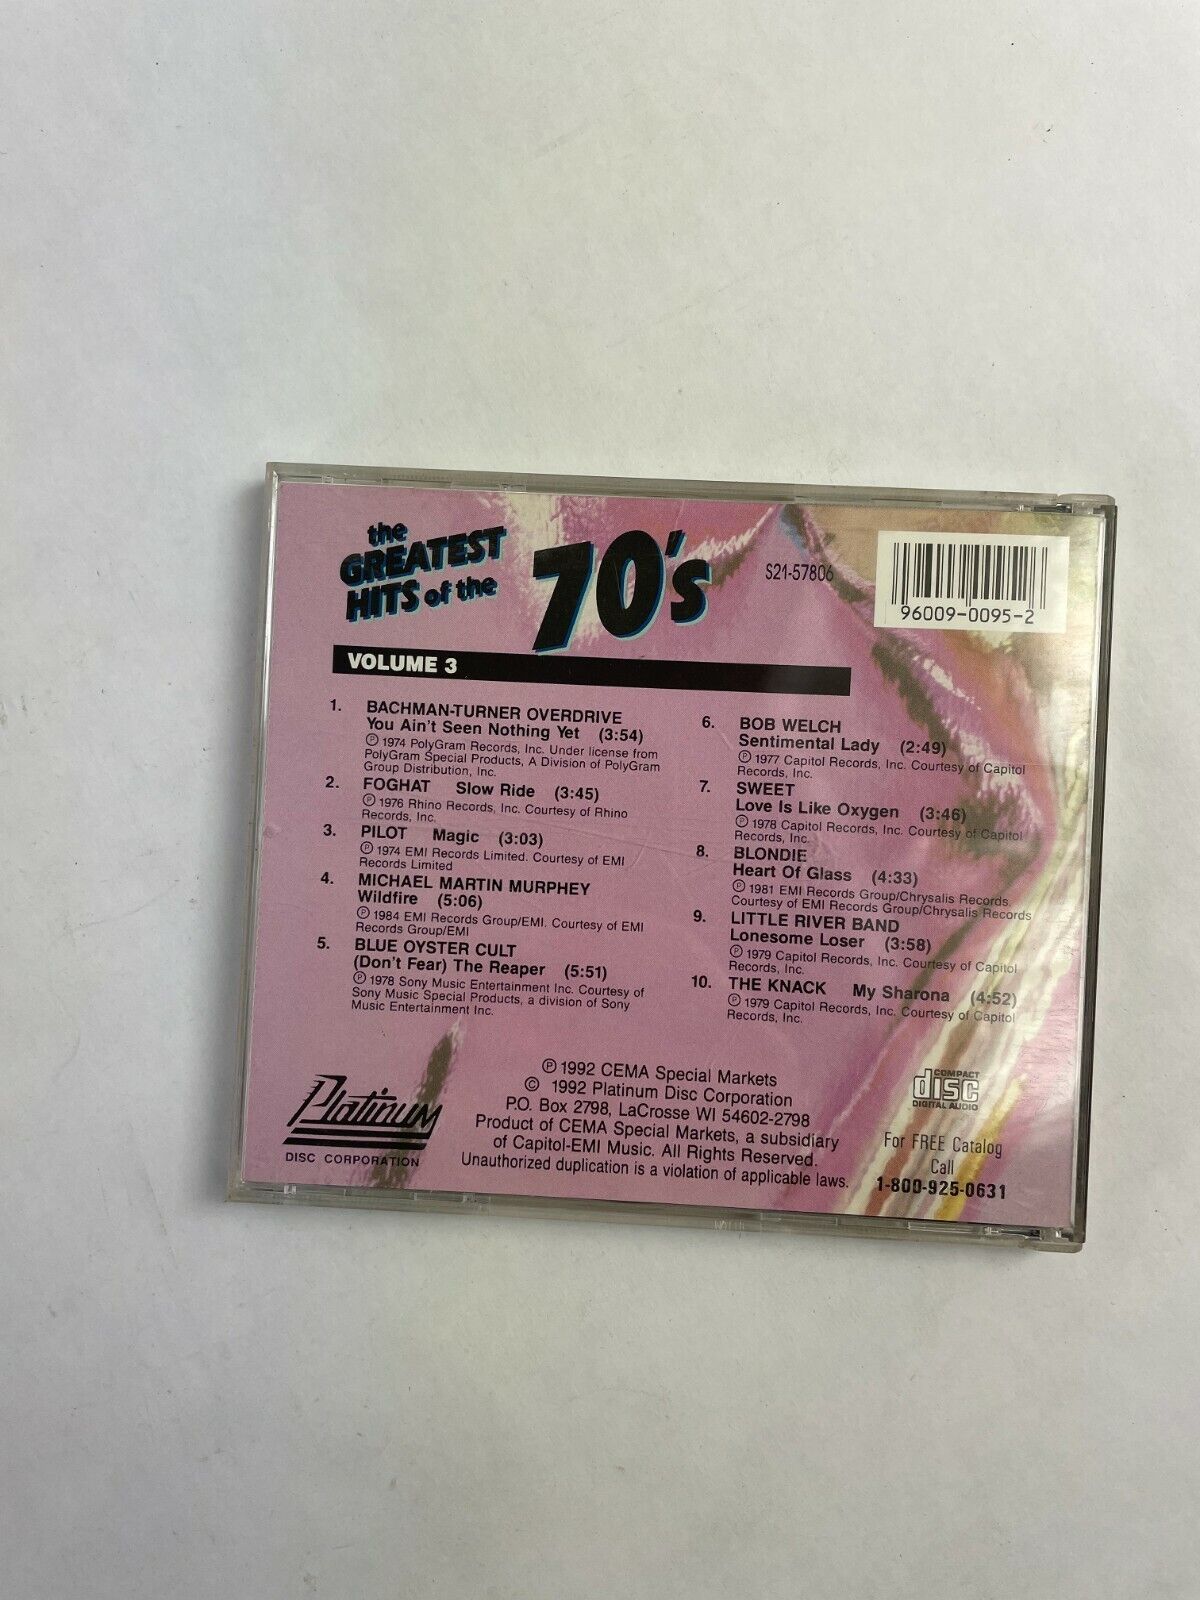 the
GREATEST
HITS of the
70's
S21-57806
96009-0095-2
VOLUME 3
1. BACHMAN-TURNER OVERDRIVE
You Ain't Seen Nothing Yet (3:54)
℗ 1974 PolyGram Records, Inc. Under license from
PolyGram Special Products, A Division of PolyGram
Group Distribution, Inc.
2. FOGHAT Slow Ride (3:45)
℗ 1976 Rhino Records, Inc. Courtesy of Rhino
Records, Inc.
3. PILOT Magic (3:03)
℗ 1974 EMI Records Limited. Courtesy of EMI
Records Limited
4. MICHAEL MARTIN MURPHEY
Wildfire (5:06)
℗ 1984 EMI Records Group/EMI. Courtesy of EMI
Records Group/EMI
5. BLUE OYSTER CULT
(Don't Fear) The Reaper (5:51)
℗ 1978 Sony Music Entertainment Inc. Courtesy of
Sony Music Special Products, a division of Sony
Music Entertainment Inc.
6. BOB WELCH
Sentimental Lady (2:49)
℗ 1977 Capitol Records, Inc. Courtesy of Capitol
Records, Inc.
7. SWEET
Love Is Like Oxygen (3:46)
℗ 1978 Capitol Records, Inc. Courtesy of Capitol
Records, Inc.
8. BLONDIE
Heart Of Glass (4:33)
℗ 1981 EMI Records Group/Chrysalis Records.
Courtesy of EMI Records Group/Chrysalis Records
9. LITTLE RIVER BAND
Lonesome Loser (3:58)
℗ 1979 Capitol Records, Inc. Courtesy of Capitol
Records, Inc.
10. THE KNACK My Sharona (4:52)
℗ 1979 Capitol Records, Inc. Courtesy of Capitol
Records, Inc.
Platinum
DISC CORPORATION
℗ 1992 CEMA Special Markets
© 1992 Platinum Disc Corporation
P.O. Box 2798, LaCrosse WI 54602-2798
Product of CEMA Special Markets, a subsidiary
of Capitol-EMI Music. All Rights Reserved.
Unauthorized duplication is a violation of applicable laws.
COMPACT
disc
DIGITAL AUDIO
For FREE Catalog
Call
1-800-925-0631